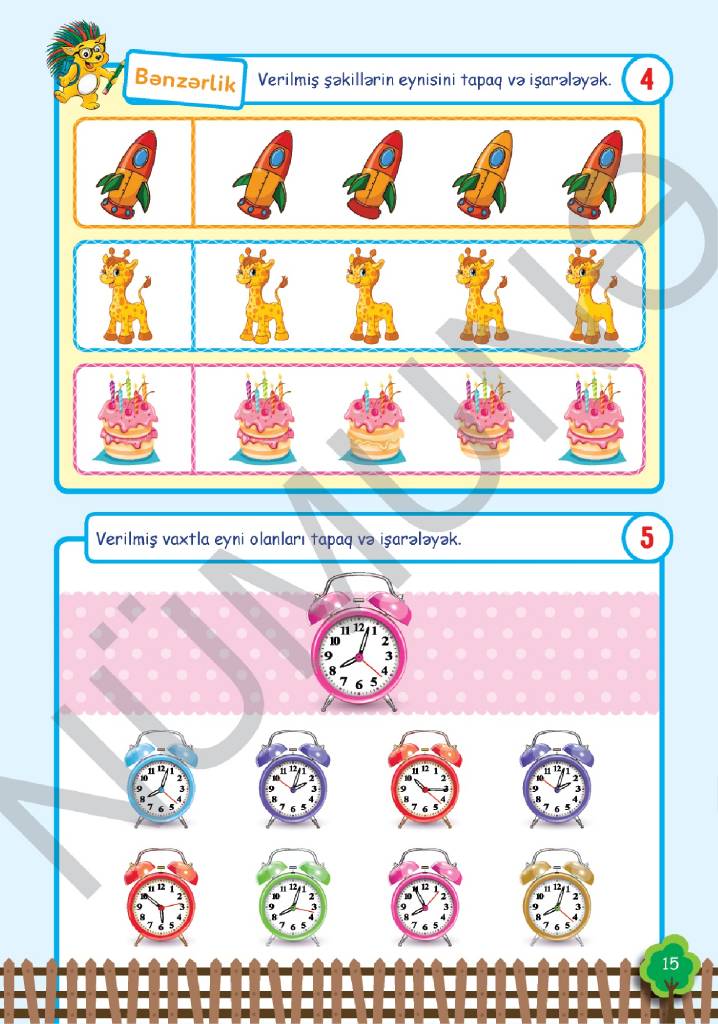 Bənzərlik
Verilmiş şəkillərin eynisini tapaq və işarələyək.
4
Verilmiş vaxtla eyni olanları tapaq və işarələyək.
5
NÜMUNƏ
15